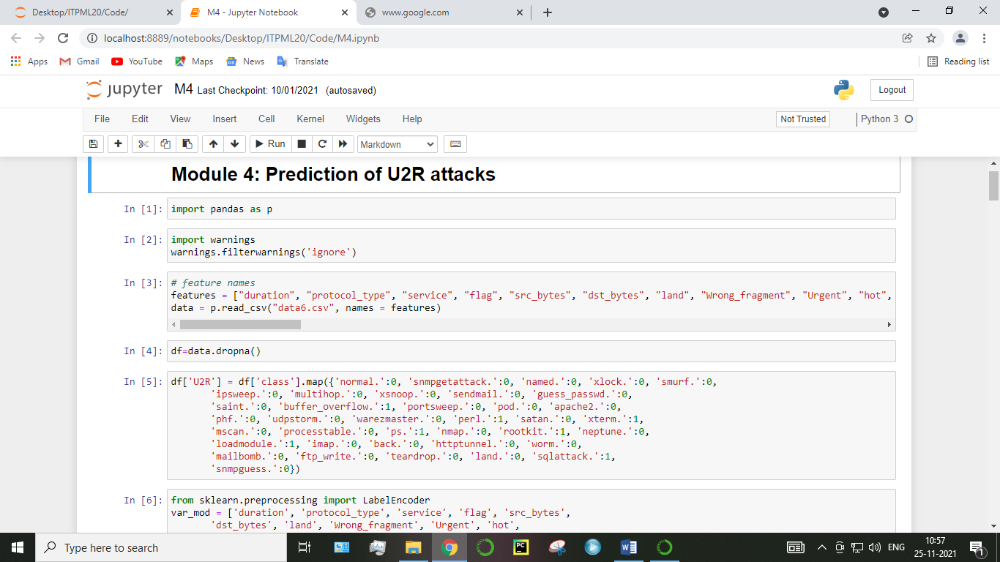 Desktop/ITPML20/Code/
M4 - Jupyter Notebook
www.google.com
localhost:8889/notebooks/Desktop/ITPML20/Code/M4.ipynb
Apps Gmail YouTube Maps News Translate Reading list
jupyter M4 Last Checkpoint: 10/01/2021 (autosaved) Logout
File Edit View Insert Cell Kernel Widgets Help Not Trusted Python 3
Run Markdown
Module 4: Prediction of U2R attacks
In [1]: import pandas as p
In [2]: import warnings
warnings.filterwarnings('ignore')
In [3]: # feature names
features = ["duration", "protocol_type", "service", "flag", "src_bytes", "dst_bytes", "land", "Wrong_fragment", "Urgent", "hot",
data = p.read_csv("data6.csv", names = features)
In [4]: df=data.dropna()
In [5]: df['U2R'] = df['class'].map({'normal.':0, 'snmpgetattack.':0, 'named.':0, 'xlock.':0, 'smurf.':0,
'ipsweep.':0, 'multihop.':0, 'xsnoop.':0, 'sendmail.':0, 'guess_passwd.':0,
'saint.':0, 'buffer_overflow.':1, 'portsweep.':0, 'pod.':0, 'apache2.':0,
'phf.':0, 'udpstorm.':0, 'warezmaster.':0, 'perl.':1, 'satan.':0, 'xterm.':1,
'mscan.':0, 'processtable.':0, 'ps.':1, 'nmap.':0, 'rootkit.':1, 'neptune.':0,
'loadmodule.':1, 'imap.':0, 'back.':0, 'httptunnel.':0, 'worm.':0,
'mailbomb.':0, 'ftp_write.':0, 'teardrop.':0, 'land.':0, 'sqlattack.':1,
'snmpguess.':0})
In [6]: from sklearn.preprocessing import LabelEncoder
var_mod = ['duration', 'protocol_type', 'service', 'flag', 'src_bytes',
'dst_bytes', 'land', 'Wrong_fragment', 'Urgent', 'hot',
Type here to search
PC
W
ENG
10:57
25-11-2021
1